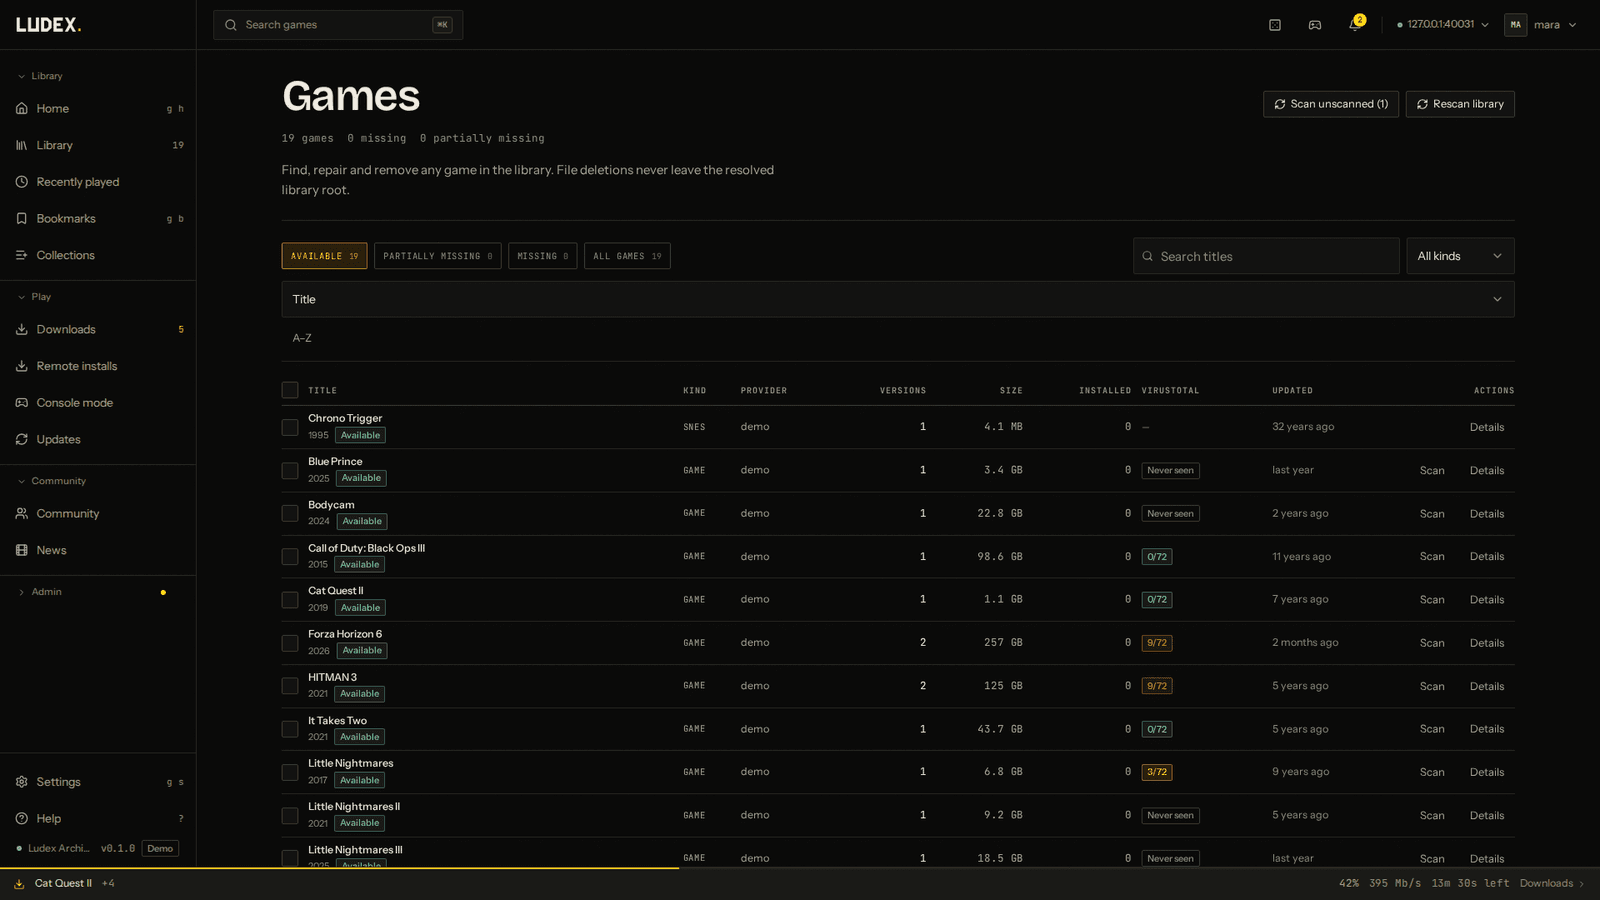 LUDEX.
Search games ⌘K
2
127.0.0.1:40031
MA mara
Library
Home g h
Library 19
Recently played
Bookmarks g b
Collections
Play
Downloads 5
Remote installs
Console mode
Updates
Community
Community
News
Admin
Settings g s
Help ?
Ludex Archi... v0.1.0 Demo
Games
Scan unscanned (1) Rescan library
19 games 0 missing 0 partially missing
Find, repair and remove any game in the library. File deletions never leave the resolved
library root.
AVAILABLE 19 PARTIALLY MISSING 0 MISSING 0 ALL GAMES 19
Search titles
All kinds
Title
A–Z
TITLE KIND PROVIDER VERSIONS SIZE INSTALLED VIRUSTOTAL UPDATED ACTIONS
Chrono Trigger
1995 Available SNES demo 1 4.1 MB 0 — 32 years ago Details
Blue Prince
2025 Available GAME demo 1 3.4 GB 0 Never seen last year Scan Details
Bodycam
2024 Available GAME demo 1 22.8 GB 0 Never seen 2 years ago Scan Details
Call of Duty: Black Ops III
2015 Available GAME demo 1 98.6 GB 0 0/72 11 years ago Scan Details
Cat Quest II
2019 Available GAME demo 1 1.1 GB 0 0/72 7 years ago Scan Details
Forza Horizon 6
2026 Available GAME demo 2 257 GB 0 9/72 2 months ago Scan Details
HITMAN 3
2021 Available GAME demo 2 125 GB 0 9/72 5 years ago Scan Details
It Takes Two
2021 Available GAME demo 1 43.7 GB 0 0/72 5 years ago Scan Details
Little Nightmares
2017 Available GAME demo 1 6.8 GB 0 3/72 9 years ago Scan Details
Little Nightmares II
2021 Available GAME demo 1 9.2 GB 0 Never seen 5 years ago Scan Details
Little Nightmares III
2025 Available GAME demo 1 18.5 GB 0 Never seen last year Scan Details
Cat Quest II +4
42% 395 Mb/s 13m 30s left Downloads